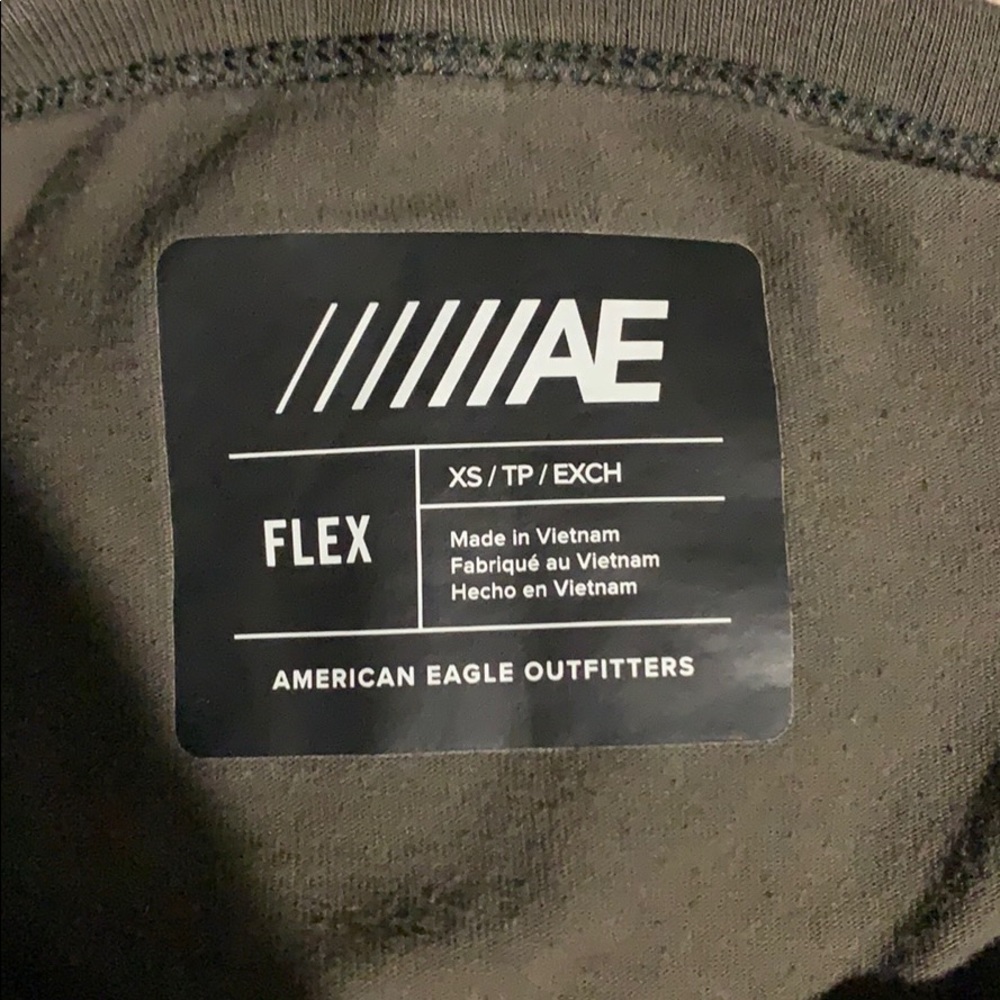 //////AE
XS / TP / EXCH
FLEX
Made in Vietnam
Fabriqué au Vietnam
Hecho en Vietnam
AMERICAN EAGLE OUTFITTERS